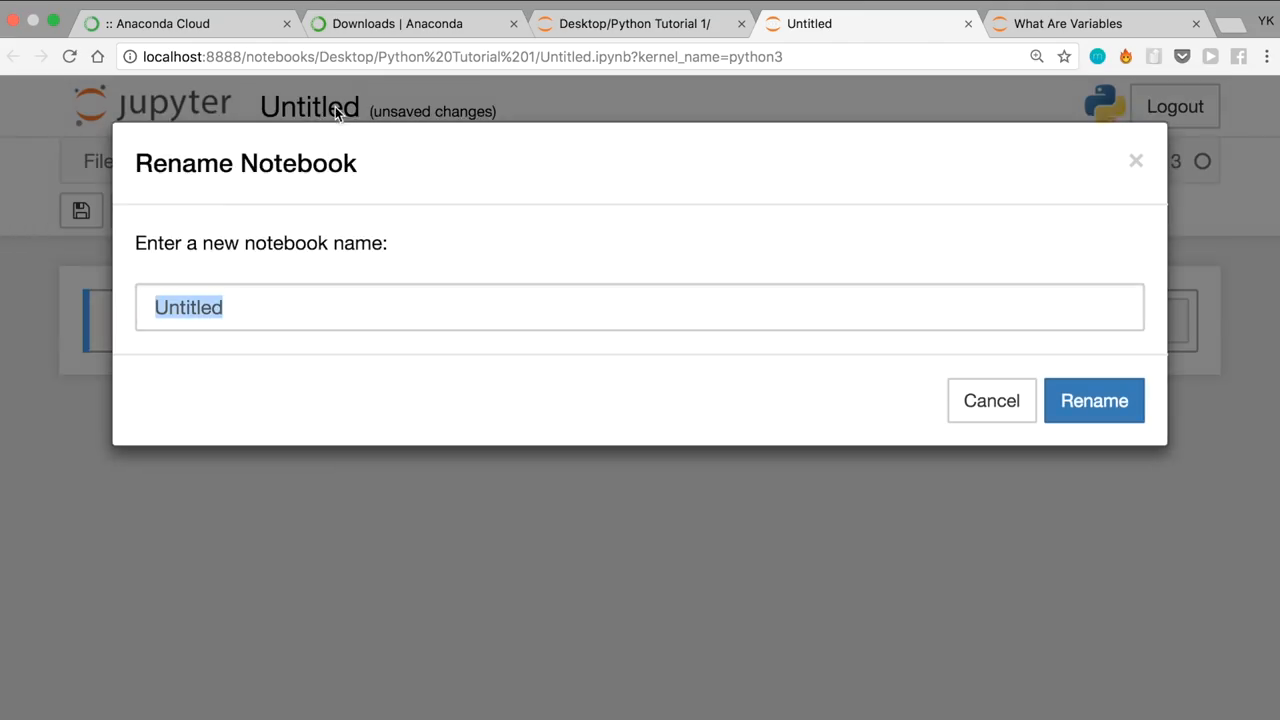 :: Anaconda Cloud
Downloads | Anaconda
Desktop/Python Tutorial 1/
Untitled
What Are Variables
YK
localhost:8888/notebooks/Desktop/Python%20Tutorial%201/Untitled.ipynb?kernel_name=python3
jupyter Untitled (unsaved changes)
Logout
Rename Notebook
File
3
Enter a new notebook name:
Untitled
Cancel
Rename